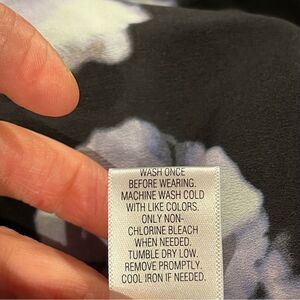 WASH ONCE
BEFORE WEARING.
MACHINE WASH COLD
WITH LIKE COLORS.
ONLY NON-
CHLORINE BLEACH
WHEN NEEDED.
TUMBLE DRY LOW.
REMOVE PROMPTLY.
COOL IRON IF NEEDED.